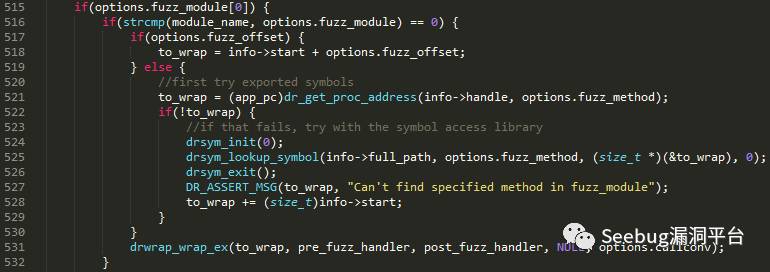 515 if(options.fuzz_module[0]) {
516 if(strcmp(module_name, options.fuzz_module) == 0) {
517 if(options.fuzz_offset) {
518 to_wrap = info->start + options.fuzz_offset;
519 } else {
520 //first try exported symbols
521 to_wrap = (app_pc)dr_get_proc_address(info->handle, options.fuzz_method);
522 if(!to_wrap) {
523 //if that fails, try with the symbol access library
524 drsym_init(0);
525 drsym_lookup_symbol(info->full_path, options.fuzz_method, (size_t *)(&to_wrap), 0);
526 drsym_exit();
527 DR_ASSERT_MSG(to_wrap, "Can't find specified method in fuzz_module");
528 to_wrap += (size_t)info->start;
529 }
530 }
531 drwrap_wrap_ex(to_wrap, pre_fuzz_handler, post_fuzz_handler, NULL, options.callconv);
532 }
Seebug漏洞平台